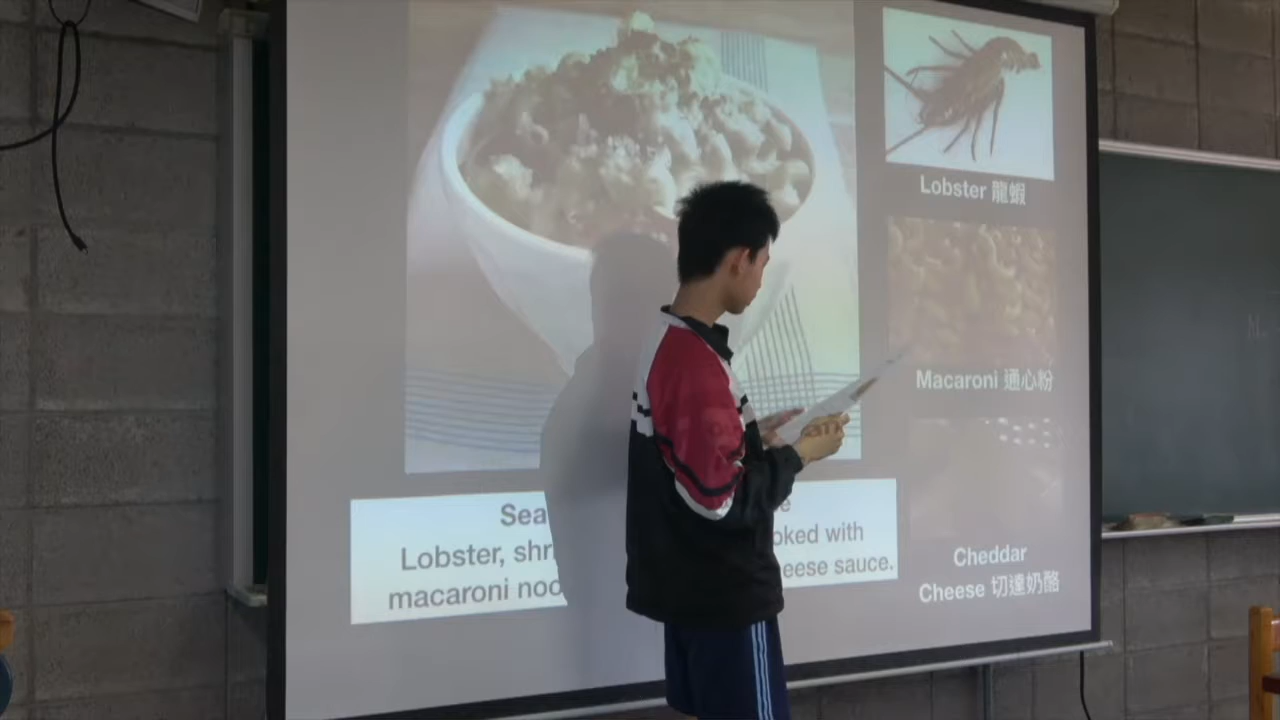 Lobster 龍蝦
Macaroni 通心粉
Cheddar
Cheese 切達奶酪
Sea
Lobster, shr oked with
macaroni noo eese sauce.